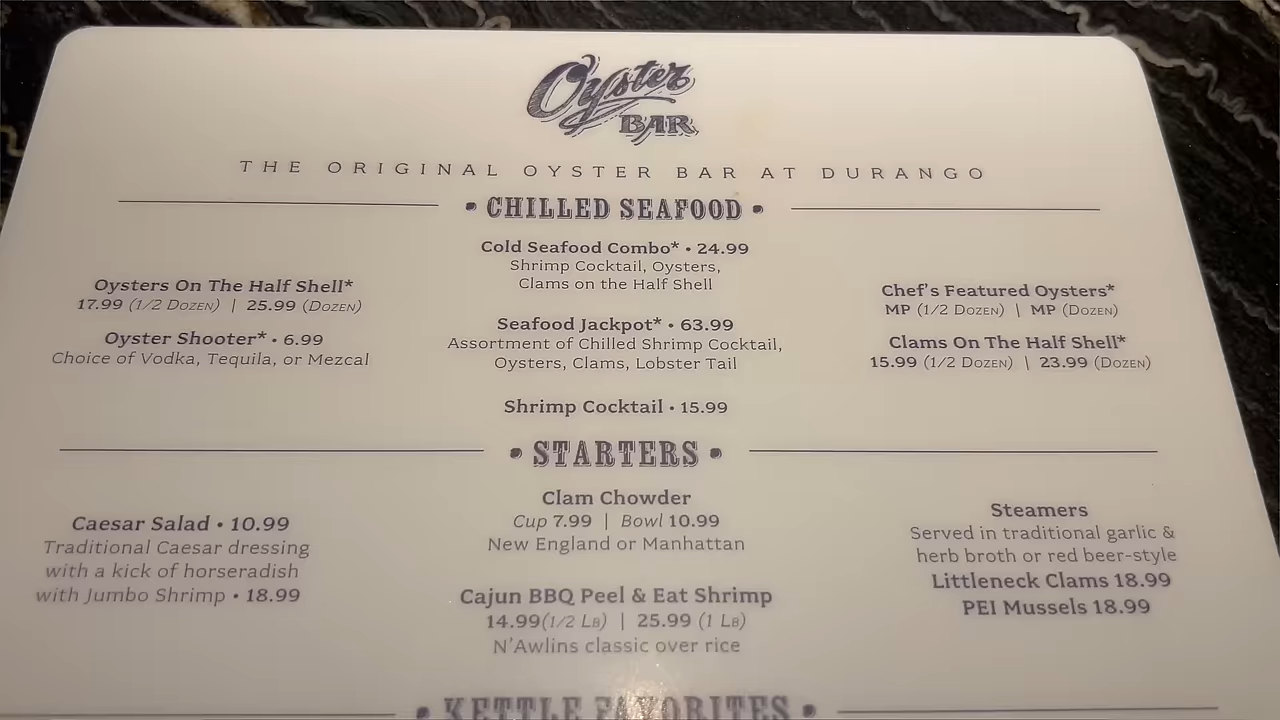 Oyster
BAR
THE ORIGINAL OYSTER BAR AT DURANGO
• CHILLED SEAFOOD •
Oysters On The Half Shell*
17.99 (1/2 Dozen) | 25.99 (Dozen)
Oyster Shooter* • 6.99
Choice of Vodka, Tequila, or Mezcal
Cold Seafood Combo* • 24.99
Shrimp Cocktail, Oysters,
Clams on the Half Shell
Seafood Jackpot* • 63.99
Assortment of Chilled Shrimp Cocktail,
Oysters, Clams, Lobster Tail
Shrimp Cocktail • 15.99
Chef's Featured Oysters*
MP (1/2 Dozen) | MP (Dozen)
Clams On The Half Shell*
15.99 (1/2 Dozen) | 23.99 (Dozen)
• STARTERS •
Caesar Salad • 10.99
Traditional Caesar dressing
with a kick of horseradish
with Jumbo Shrimp • 18.99
Clam Chowder
Cup 7.99 | Bowl 10.99
New England or Manhattan
Cajun BBQ Peel & Eat Shrimp
14.99(1/2 Lb) | 25.99 (1 Lb)
N'Awlins classic over rice
Steamers
Served in traditional garlic &
herb broth or red beer-style
Littleneck Clams 18.99
PEI Mussels 18.99
• KETTLE FAVORITES •